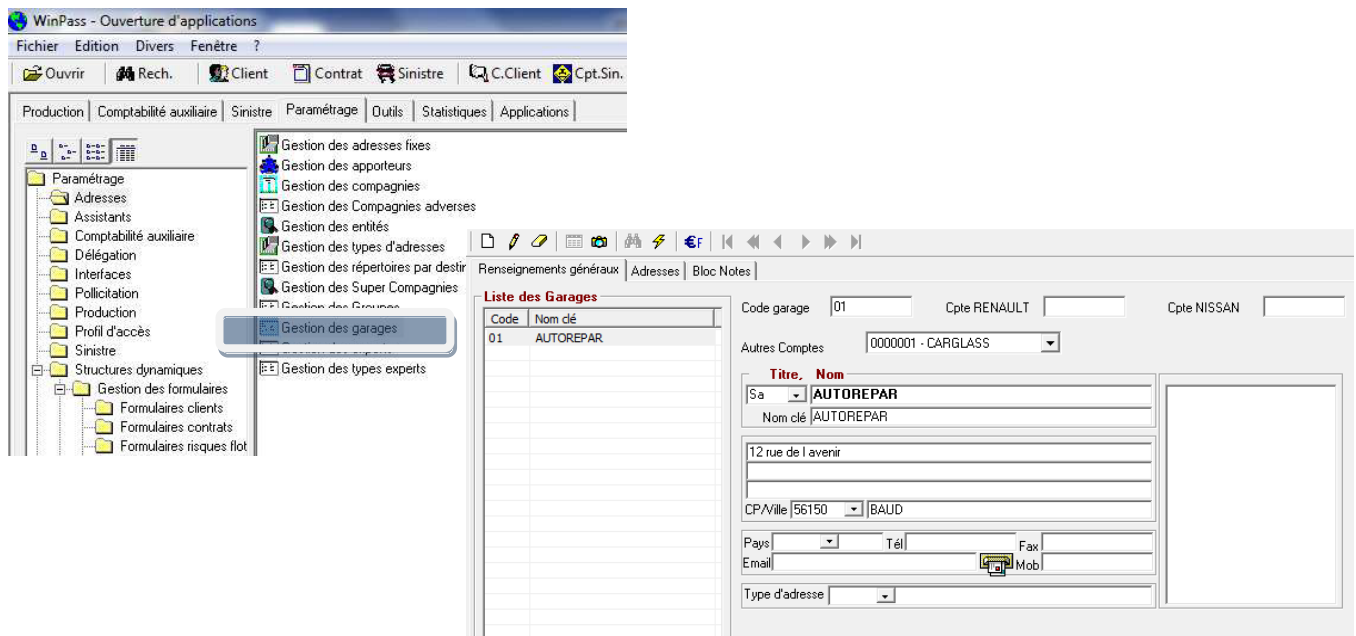 WinPass - Ouverture d'applications
Fichier Edition Divers Fenêtre ?
Ouvrir Rech. Client Contrat Sinistre C.Client Cpt.Sin.
Production Comptabilité auxiliaire Sinistre Paramétrage Outils Statistiques Applications
Paramétrage
Adresses
Assistants
Comptabilité auxiliaire
Délégation
Interfaces
Pollicitation
Production
Profil d'accès
Sinistre
Structures dynamiques
Gestion des formulaires
Formulaires clients
Formulaires contrats
Formulaires risques flot
Gestion des adresses fixes
Gestion des apporteurs
Gestion des compagnies
Gestion des Compagnies adverses
Gestion des entités
Gestion des types d'adresses
Gestion des répertoires par destir
Gestion des Super Compagnies
Gestion des Groupes
Gestion des garages
Gestion des experts
Gestion des types experts
€F
Renseignements généraux Adresses Bloc Notes
Liste des Garages
Code Nom clé
01 AUTOREPAR
Code garage 01 Cpte RENAULT Cpte NISSAN
Autres Comptes 0000001 - CARGLASS
Titre, Nom
Sa AUTOREPAR
Nom clé AUTOREPAR
12 rue de l avenir
CP/Ville 56150 BAUD
Pays Tél Fax
Email Mob
Type d'adresse